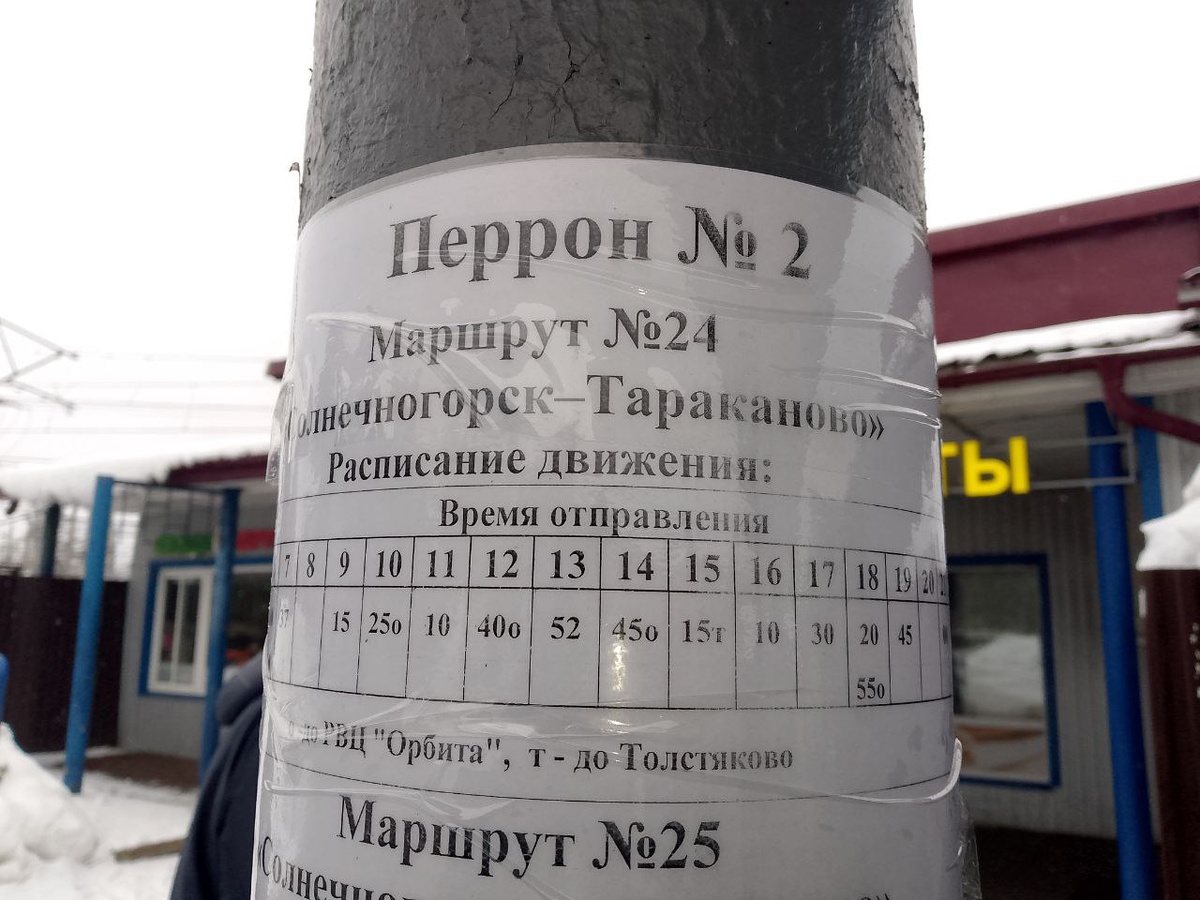 Перрон № 2
Маршрут №24
Солнечногорск–Тараканово»
Расписание движения:
Время отправления
7 8 9 10 11 12 13 14 15 16 17 18 19 20
37 15 25о 10 40о 52 45о 15т 10 30 20 45
55о
о - до РВЦ "Орбита", т - до Толстяково
Маршрут №25
ТЫ